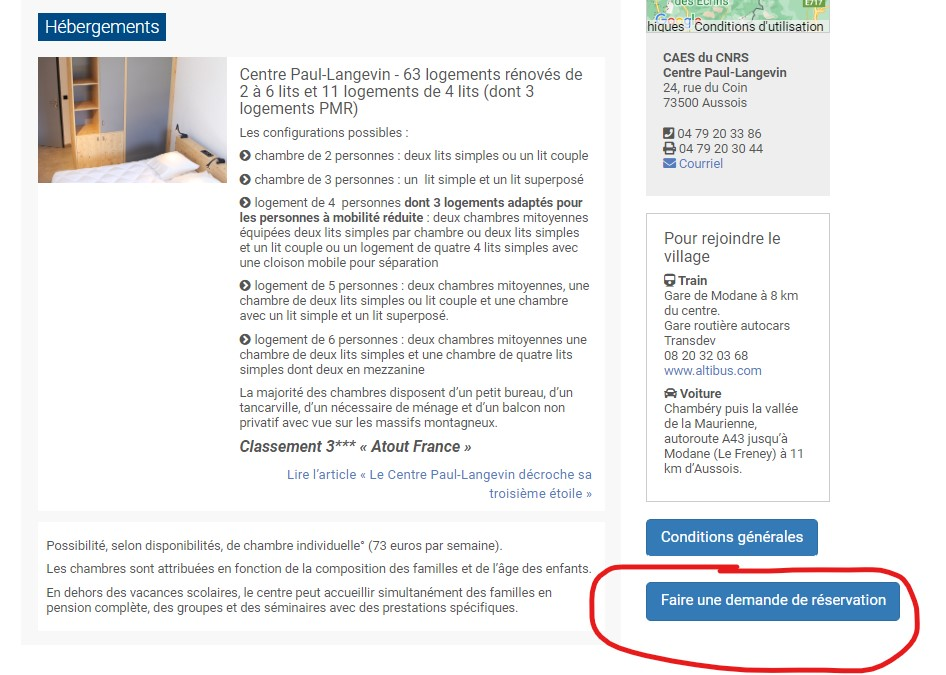 Hébergements
Centre Paul-Langevin - 63 logements rénovés de
2 à 6 lits et 11 logements de 4 lits (dont 3
logements PMR)
Les configurations possibles :
chambre de 2 personnes : deux lits simples ou un lit couple
chambre de 3 personnes : un lit simple et un lit superposé
logement de 4 personnes dont 3 logements adaptés pour
les personnes à mobilité réduite : deux chambres mitoyennes
équipées deux lits simples par chambre ou deux lits simples
et un lit couple ou un logement de quatre 4 lits simples avec
une cloison mobile pour séparation
logement de 5 personnes : deux chambres mitoyennes, une
chambre de deux lits simples ou lit couple et une chambre
avec un lit simple et un lit superposé.
logement de 6 personnes : deux chambres mitoyennes une
chambre de deux lits simples et une chambre de quatre lits
simples dont deux en mezzanine
La majorité des chambres disposent d’un petit bureau, d’un
tancarville, d’un nécessaire de ménage et d’un balcon non
privatif avec vue sur les massifs montagneux.
Classement 3*** « Atout France »
Lire l’article « Le Centre Paul-Langevin décroche sa
troisième étoile »
Possibilité, selon disponibilités, de chambre individuelle° (73 euros par semaine).
Les chambres sont attribuées en fonction de la composition des familles et de l’âge des enfants.
En dehors des vacances scolaires, le centre peut accueillir simultanément des familles en
pension complète, des groupes et des séminaires avec des prestations spécifiques.
des Écrins
E717
Google
hiques Conditions d'utilisation
CAES du CNRS
Centre Paul-Langevin
24, rue du Coin
73500 Aussois
04 79 20 33 86
04 79 20 30 44
Courriel
Pour rejoindre le
village
Train
Gare de Modane à 8 km
du centre.
Gare routière autocars
Transdev
08 20 32 03 68
www.altibus.com
Voiture
Chambéry puis la vallée
de la Maurienne,
autoroute A43 jusqu’à
Modane (Le Freney) à 11
km d’Aussois.
Conditions générales
Faire une demande de réservation